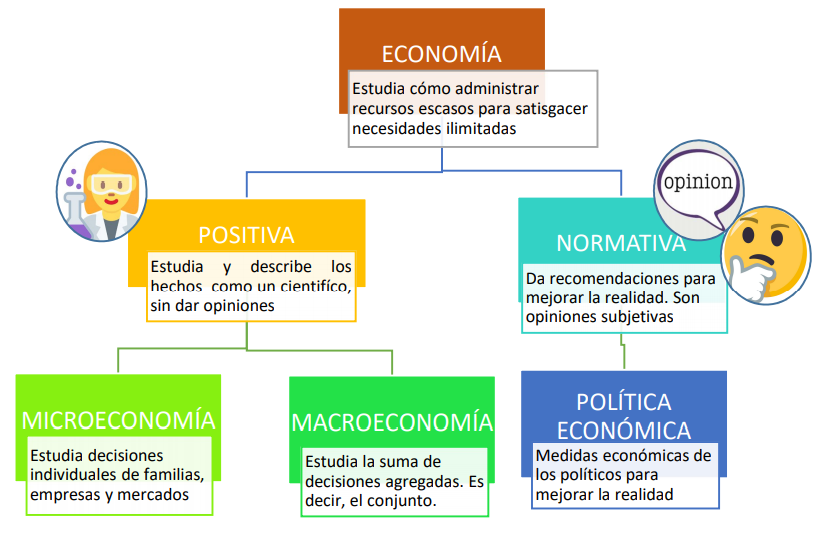 ECONOMÍA
Estudia cómo administrar
recursos escasos para satisgacer
necesidades ilimitadas
opinion
POSITIVA
Estudia y describe los
hechos como un científíco,
sin dar opiniones
NORMATIVA
Da recomendaciones para
mejorar la realidad. Son
opiniones subjetivas
MICROECONOMÍA
Estudia decisiones
individuales de familias,
empresas y mercados
MACROECONOMÍA
Estudia la suma de
decisiones agregadas. Es
decir, el conjunto.
POLÍTICA
ECONÓMICA
Medidas económicas de
los políticos para
mejorar la realidad